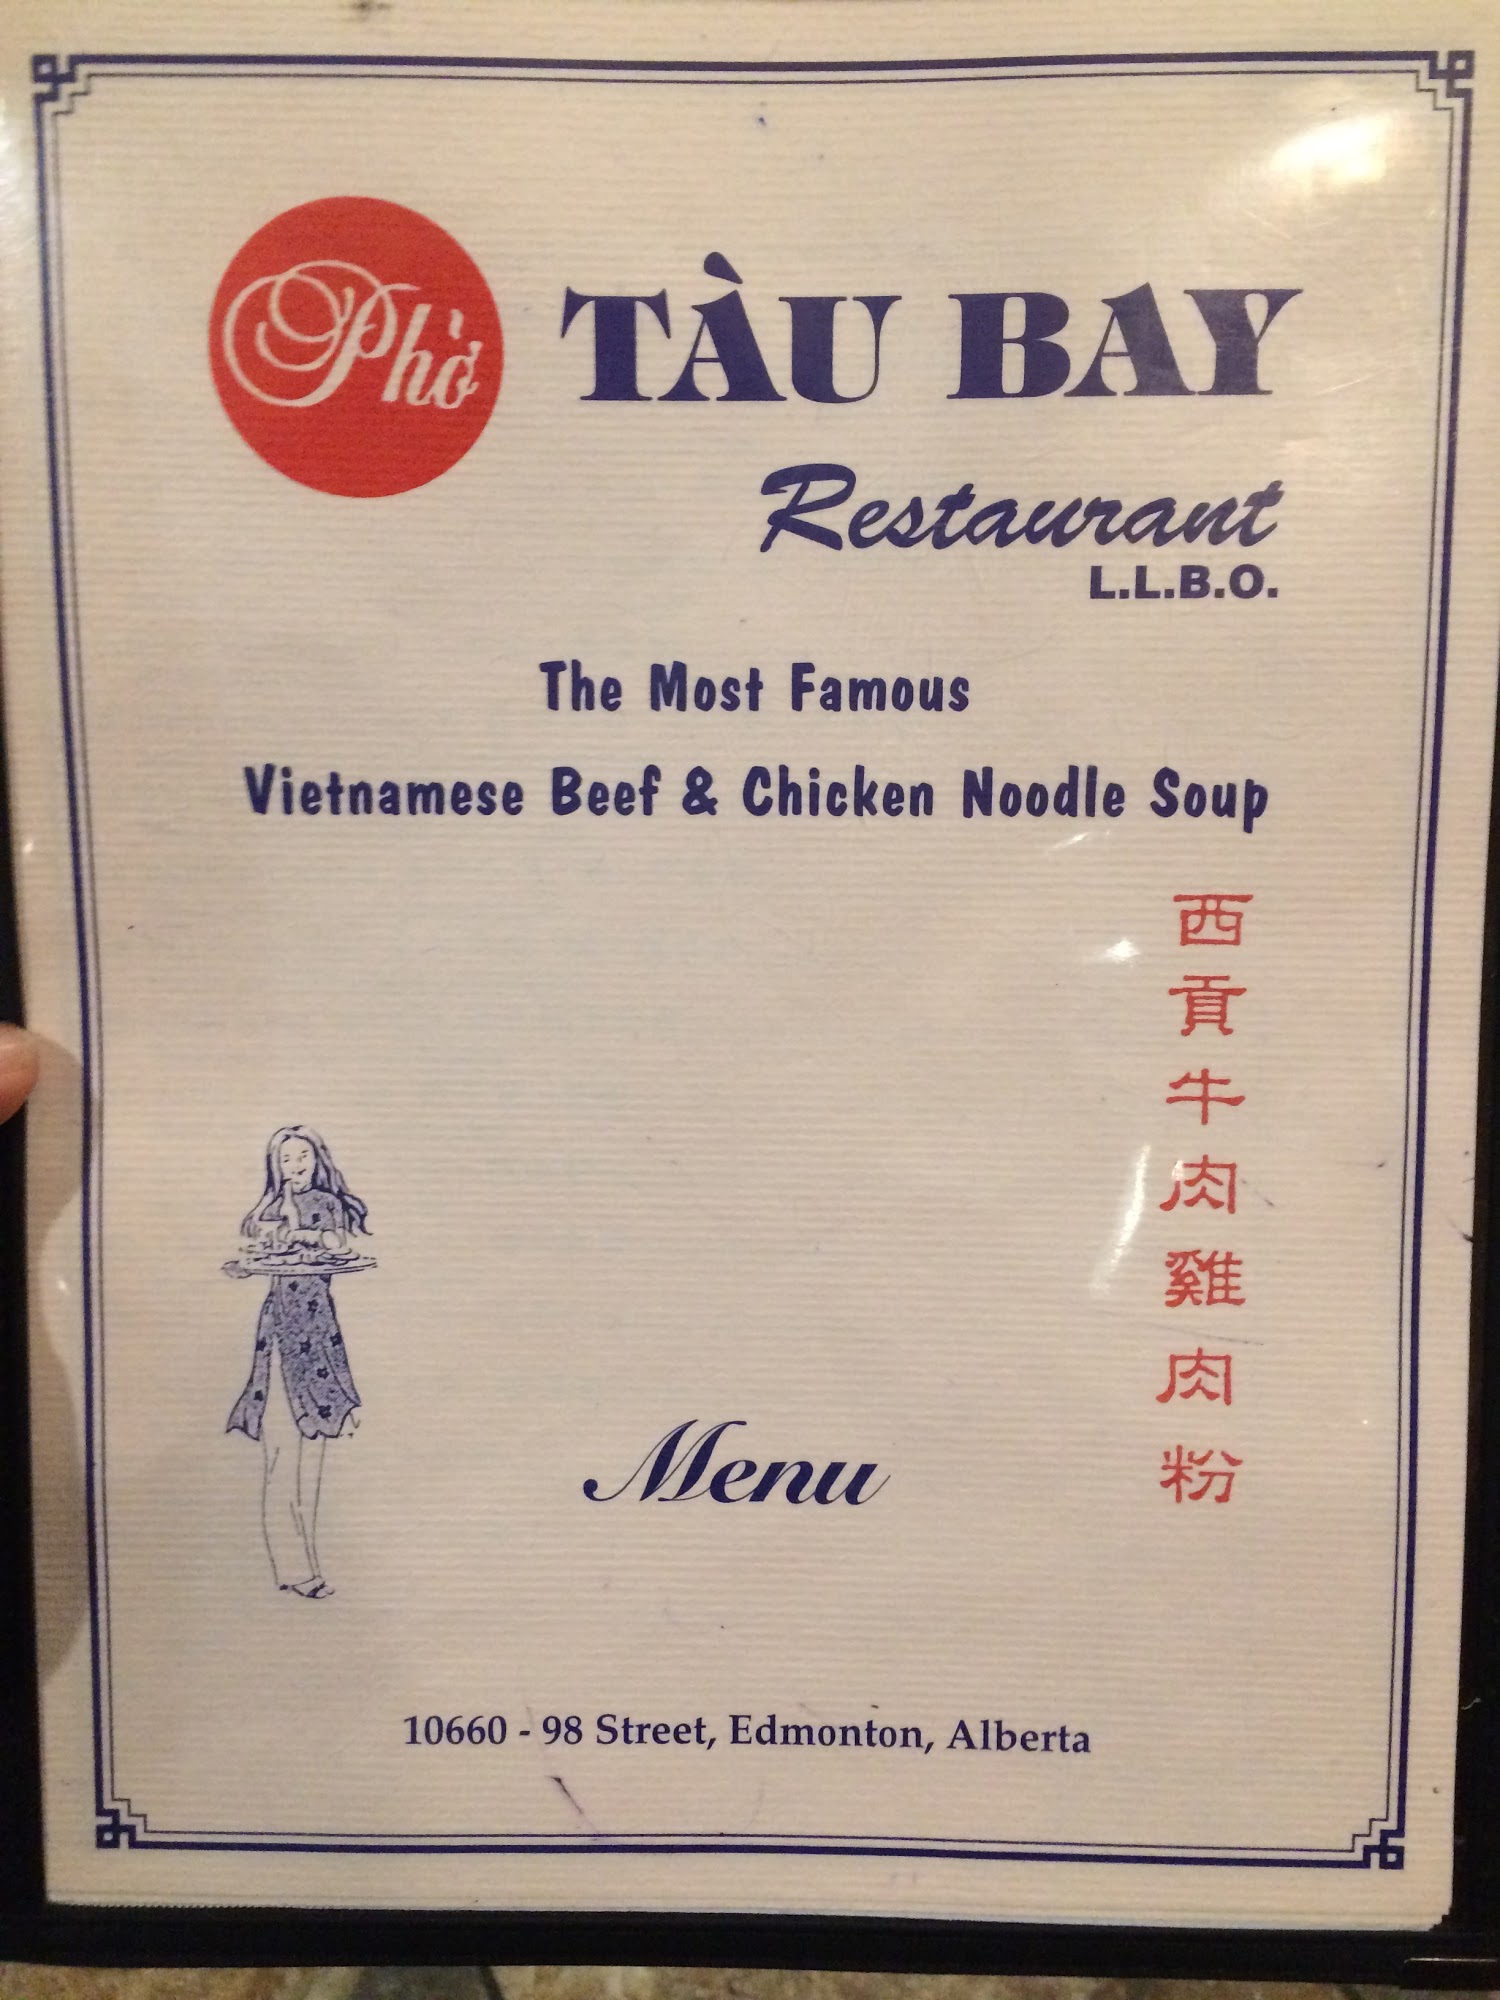 Phờ
TÀU BAY
Restaurant
L.L.B.O.
The Most Famous
Vietnamese Beef & Chicken Noodle Soup
西貢牛肉雞肉粉
Menu
10660 - 98 Street, Edmonton, Alberta